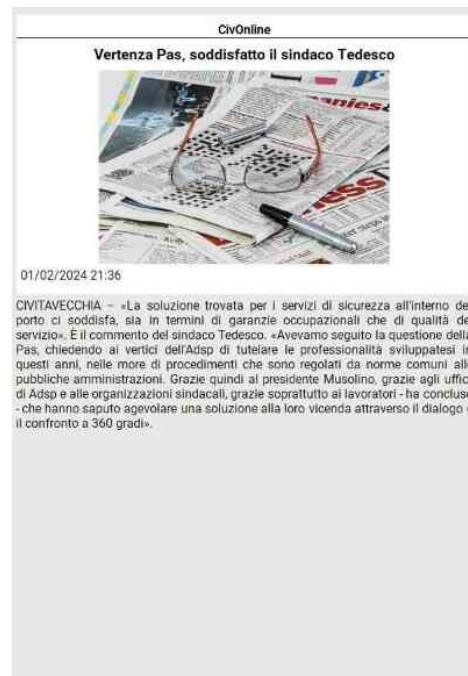 CivOnline
Vertenza Pas, soddisfatto il sindaco Tedesco
01/02/2024 21:36
CIVITAVECCHIA – «La soluzione trovata per i servizi di sicurezza all'interno de
porto ci soddisfa, sia in termini di garanzie occupazionali che di qualità de
servizio». È il commento del sindaco Tedesco. «Avevamo seguito la questione della
Pas, chiedendo ai vertici dell'Adsp di tutelare le professionalità sviluppatesi i
questi anni, nelle more di procedimenti che sono regolati da norme comuni all
pubbliche amministrazioni. Grazie quindi al presidente Musolino, grazie agli uffic
di Adsp e alle organizzazioni sindacali, grazie soprattutto ai lavoratori - ha conclus
- che hanno saputo agevolare una soluzione alla loro vicenda attraverso il dialogo
il confronto a 360 gradi».